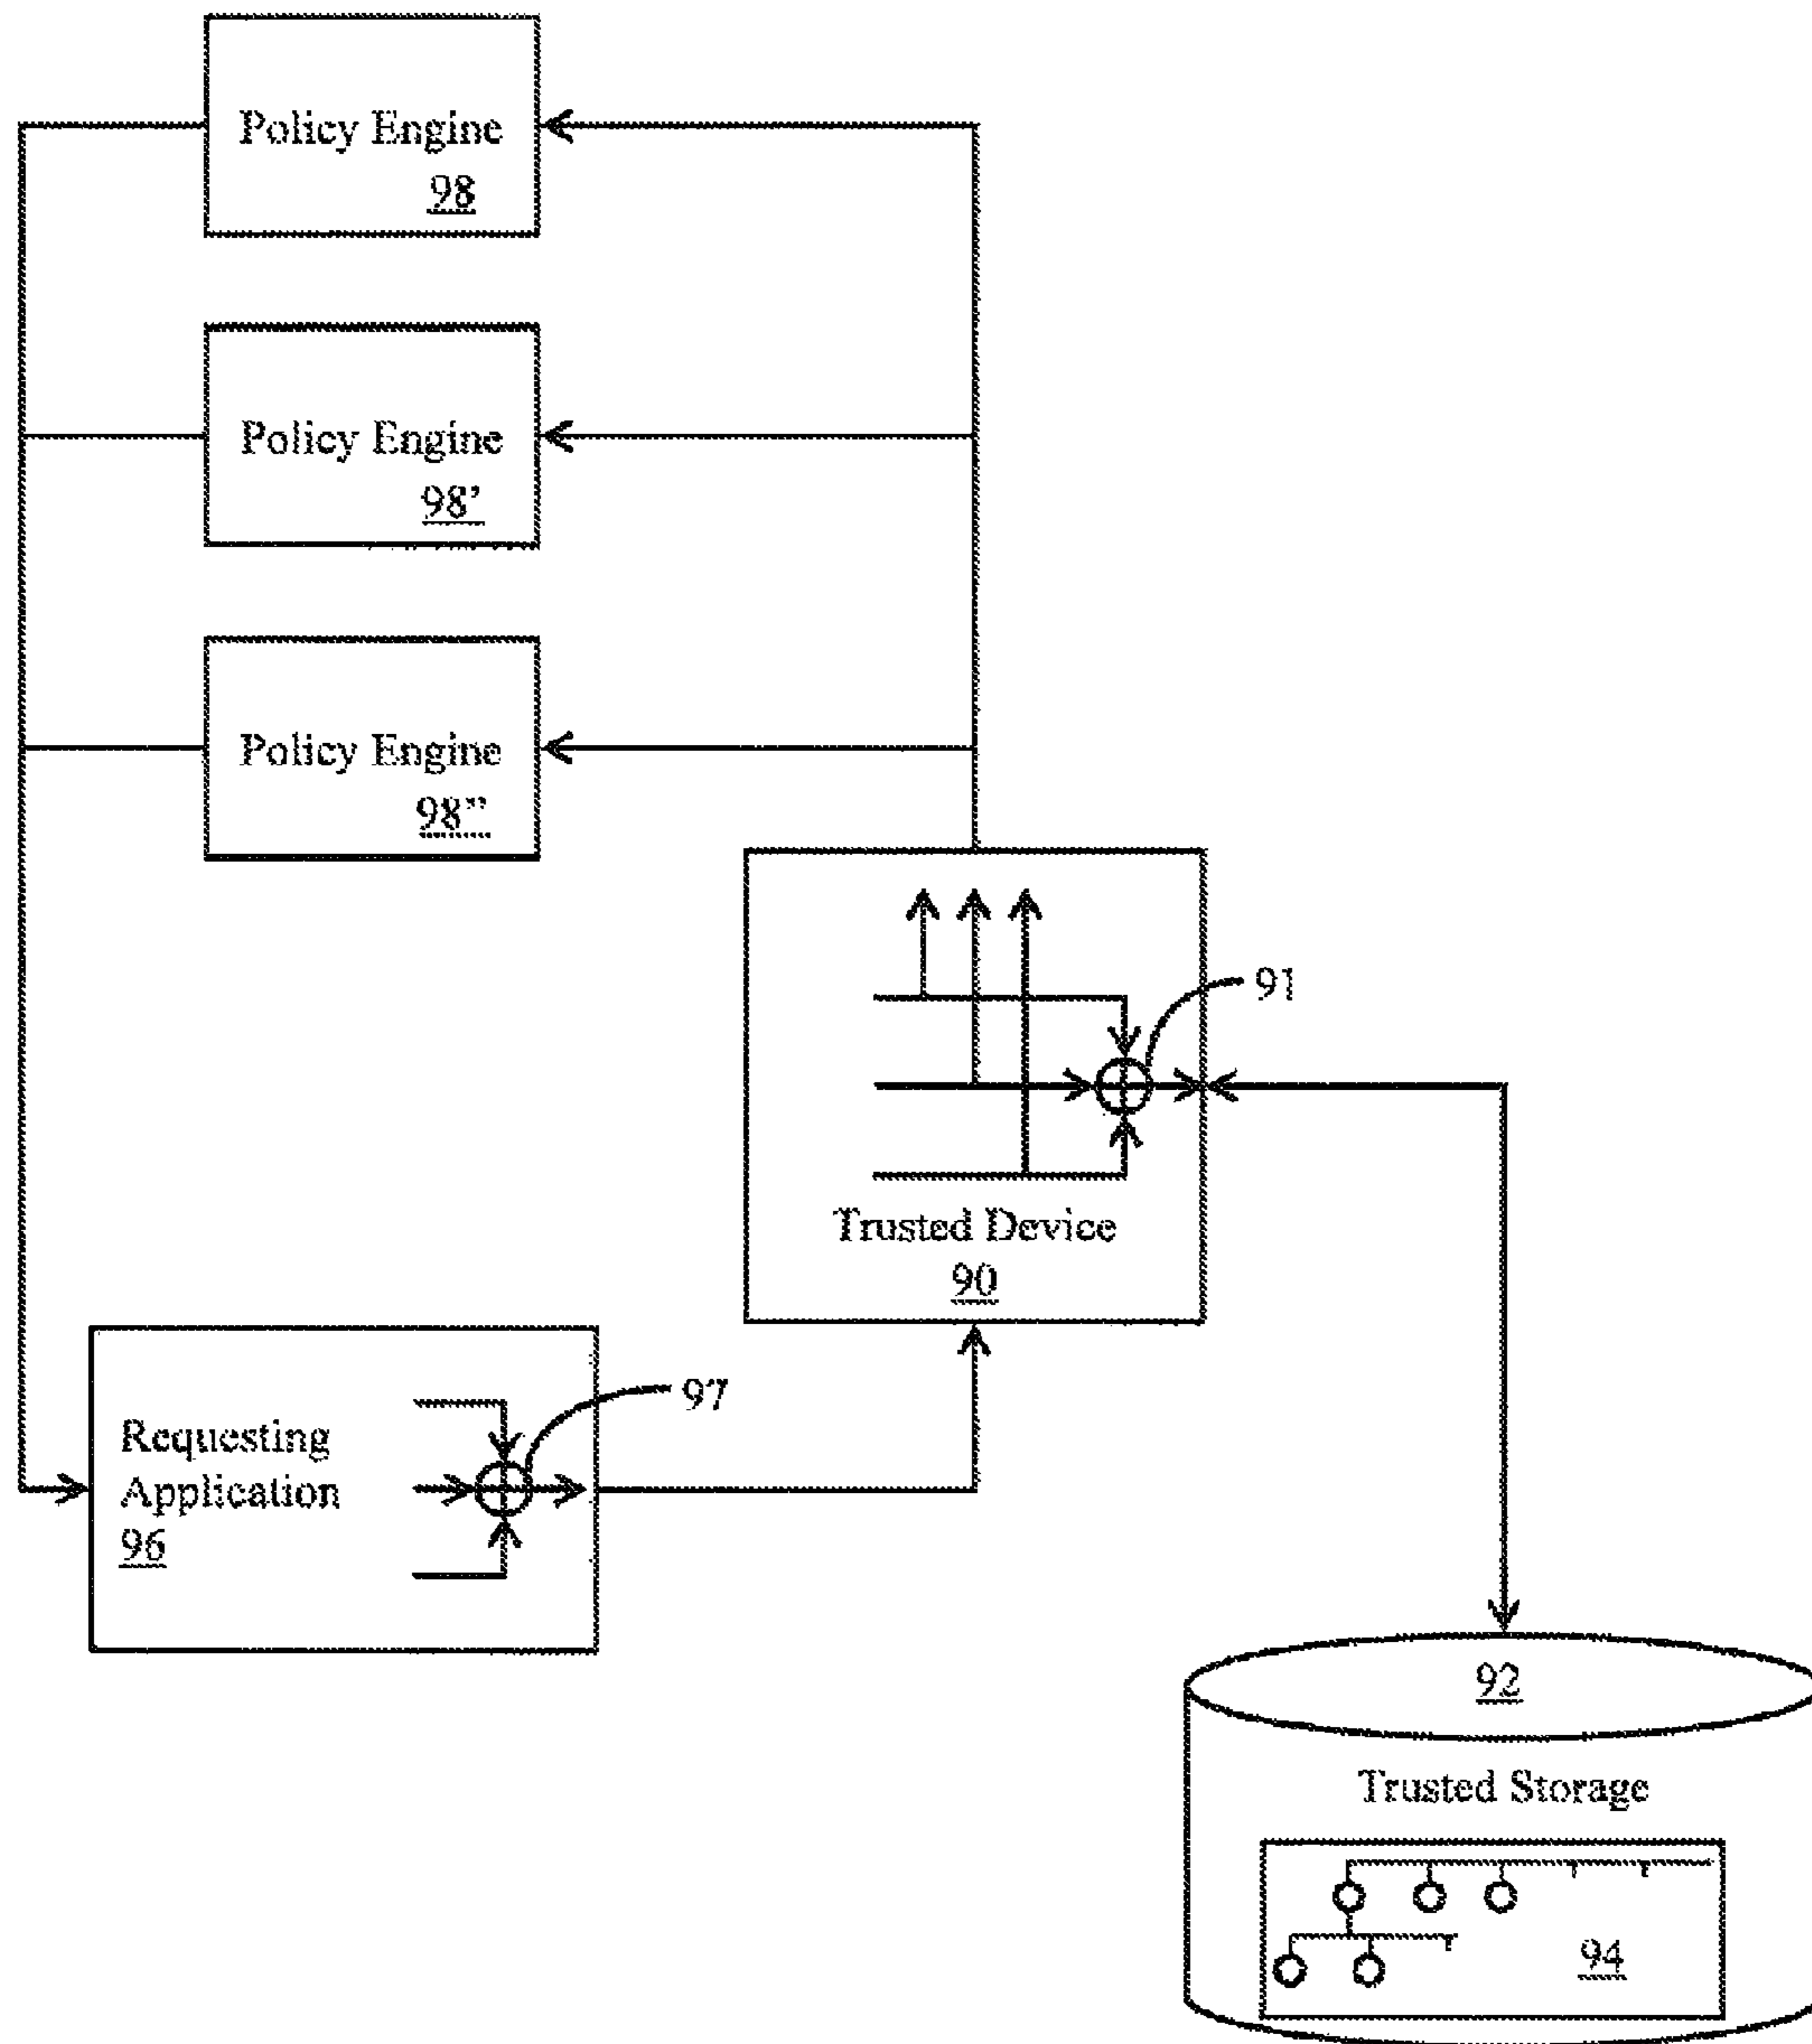 Policy Engine
98
Policy Engine
98'
Policy Engine
98"
91
Trusted Device
90
97
Requesting
Application
96
92
Trusted Storage
94